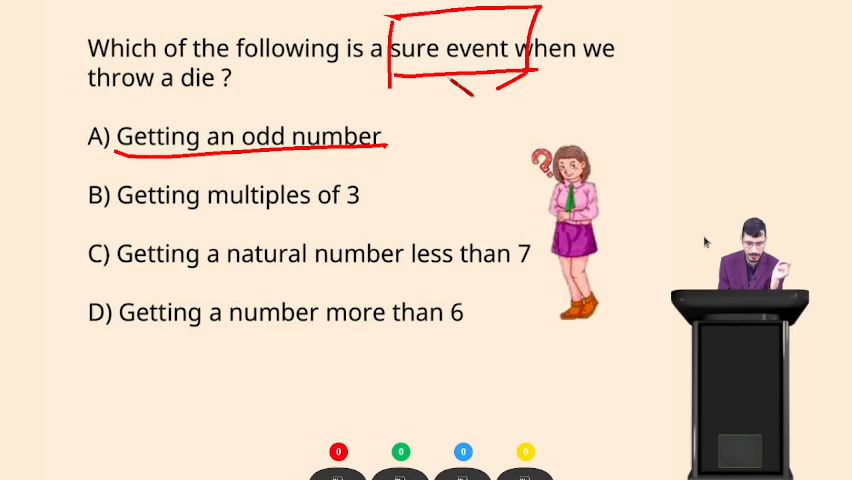 Which of the following is a sure event when we
throw a die ?
A) Getting an odd number
B) Getting multiples of 3
C) Getting a natural number less than 7
D) Getting a number more than 6
0 0 0 0